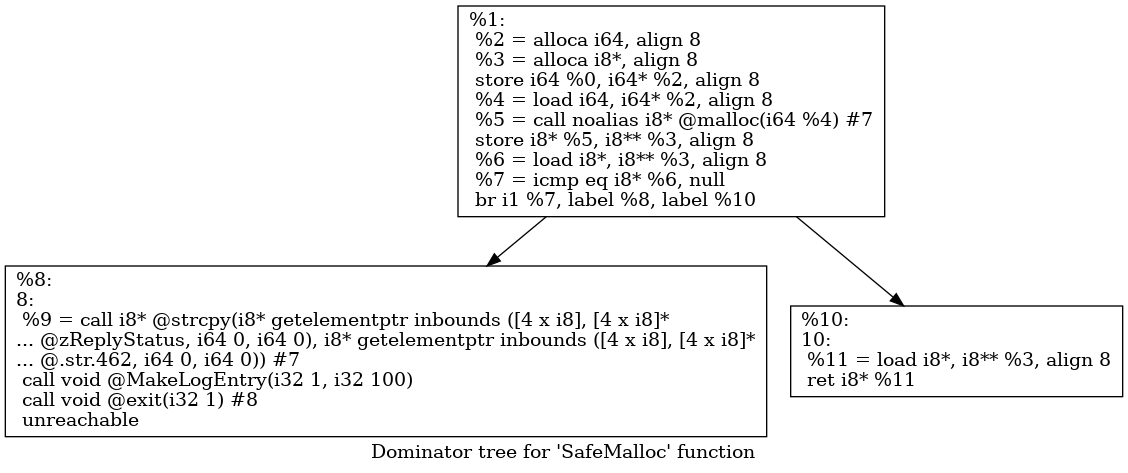 %1:
%2 = alloca i64, align 8
%3 = alloca i8*, align 8
store i64 %0, i64* %2, align 8
%4 = load i64, i64* %2, align 8
%5 = call noalias i8* @malloc(i64 %4) #7
store i8* %5, i8** %3, align 8
%6 = load i8*, i8** %3, align 8
%7 = icmp eq i8* %6, null
br i1 %7, label %8, label %10
%8:
8:
%9 = call i8* @strcpy(i8* getelementptr inbounds ([4 x i8], [4 x i8]*
... @zReplyStatus, i64 0, i64 0), i8* getelementptr inbounds ([4 x i8], [4 x i8]*
... @.str.462, i64 0, i64 0)) #7
call void @MakeLogEntry(i32 1, i32 100)
call void @exit(i32 1) #8
unreachable
%10:
10:
%11 = load i8*, i8** %3, align 8
ret i8* %11
Dominator tree for 'SafeMalloc' function